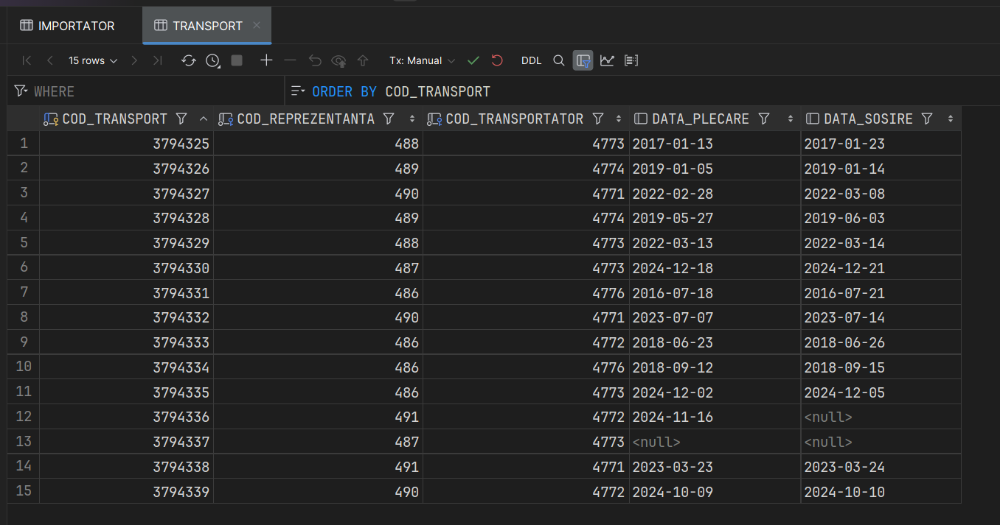 IMPORTATOR TRANSPORT
15 rows Tx: Manual DDL
WHERE ORDER BY COD_TRANSPORT
COD_TRANSPORT COD_REPREZENTANTA COD_TRANSPORTATOR DATA_PLECARE DATA_SOSIRE
1 3794325 488 4773 2017-01-13 2017-01-23
2 3794326 489 4774 2019-01-05 2019-01-14
3 3794327 490 4771 2022-02-28 2022-03-08
4 3794328 489 4774 2019-05-27 2019-06-03
5 3794329 488 4773 2022-03-13 2022-03-14
6 3794330 487 4773 2024-12-18 2024-12-21
7 3794331 486 4776 2016-07-18 2016-07-21
8 3794332 490 4771 2023-07-07 2023-07-14
9 3794333 486 4772 2018-06-23 2018-06-26
10 3794334 486 4776 2018-09-12 2018-09-15
11 3794335 486 4773 2024-12-02 2024-12-05
12 3794336 491 4772 2024-11-16 <null>
13 3794337 487 4773 <null> <null>
14 3794338 491 4771 2023-03-23 2023-03-24
15 3794339 490 4772 2024-10-09 2024-10-10